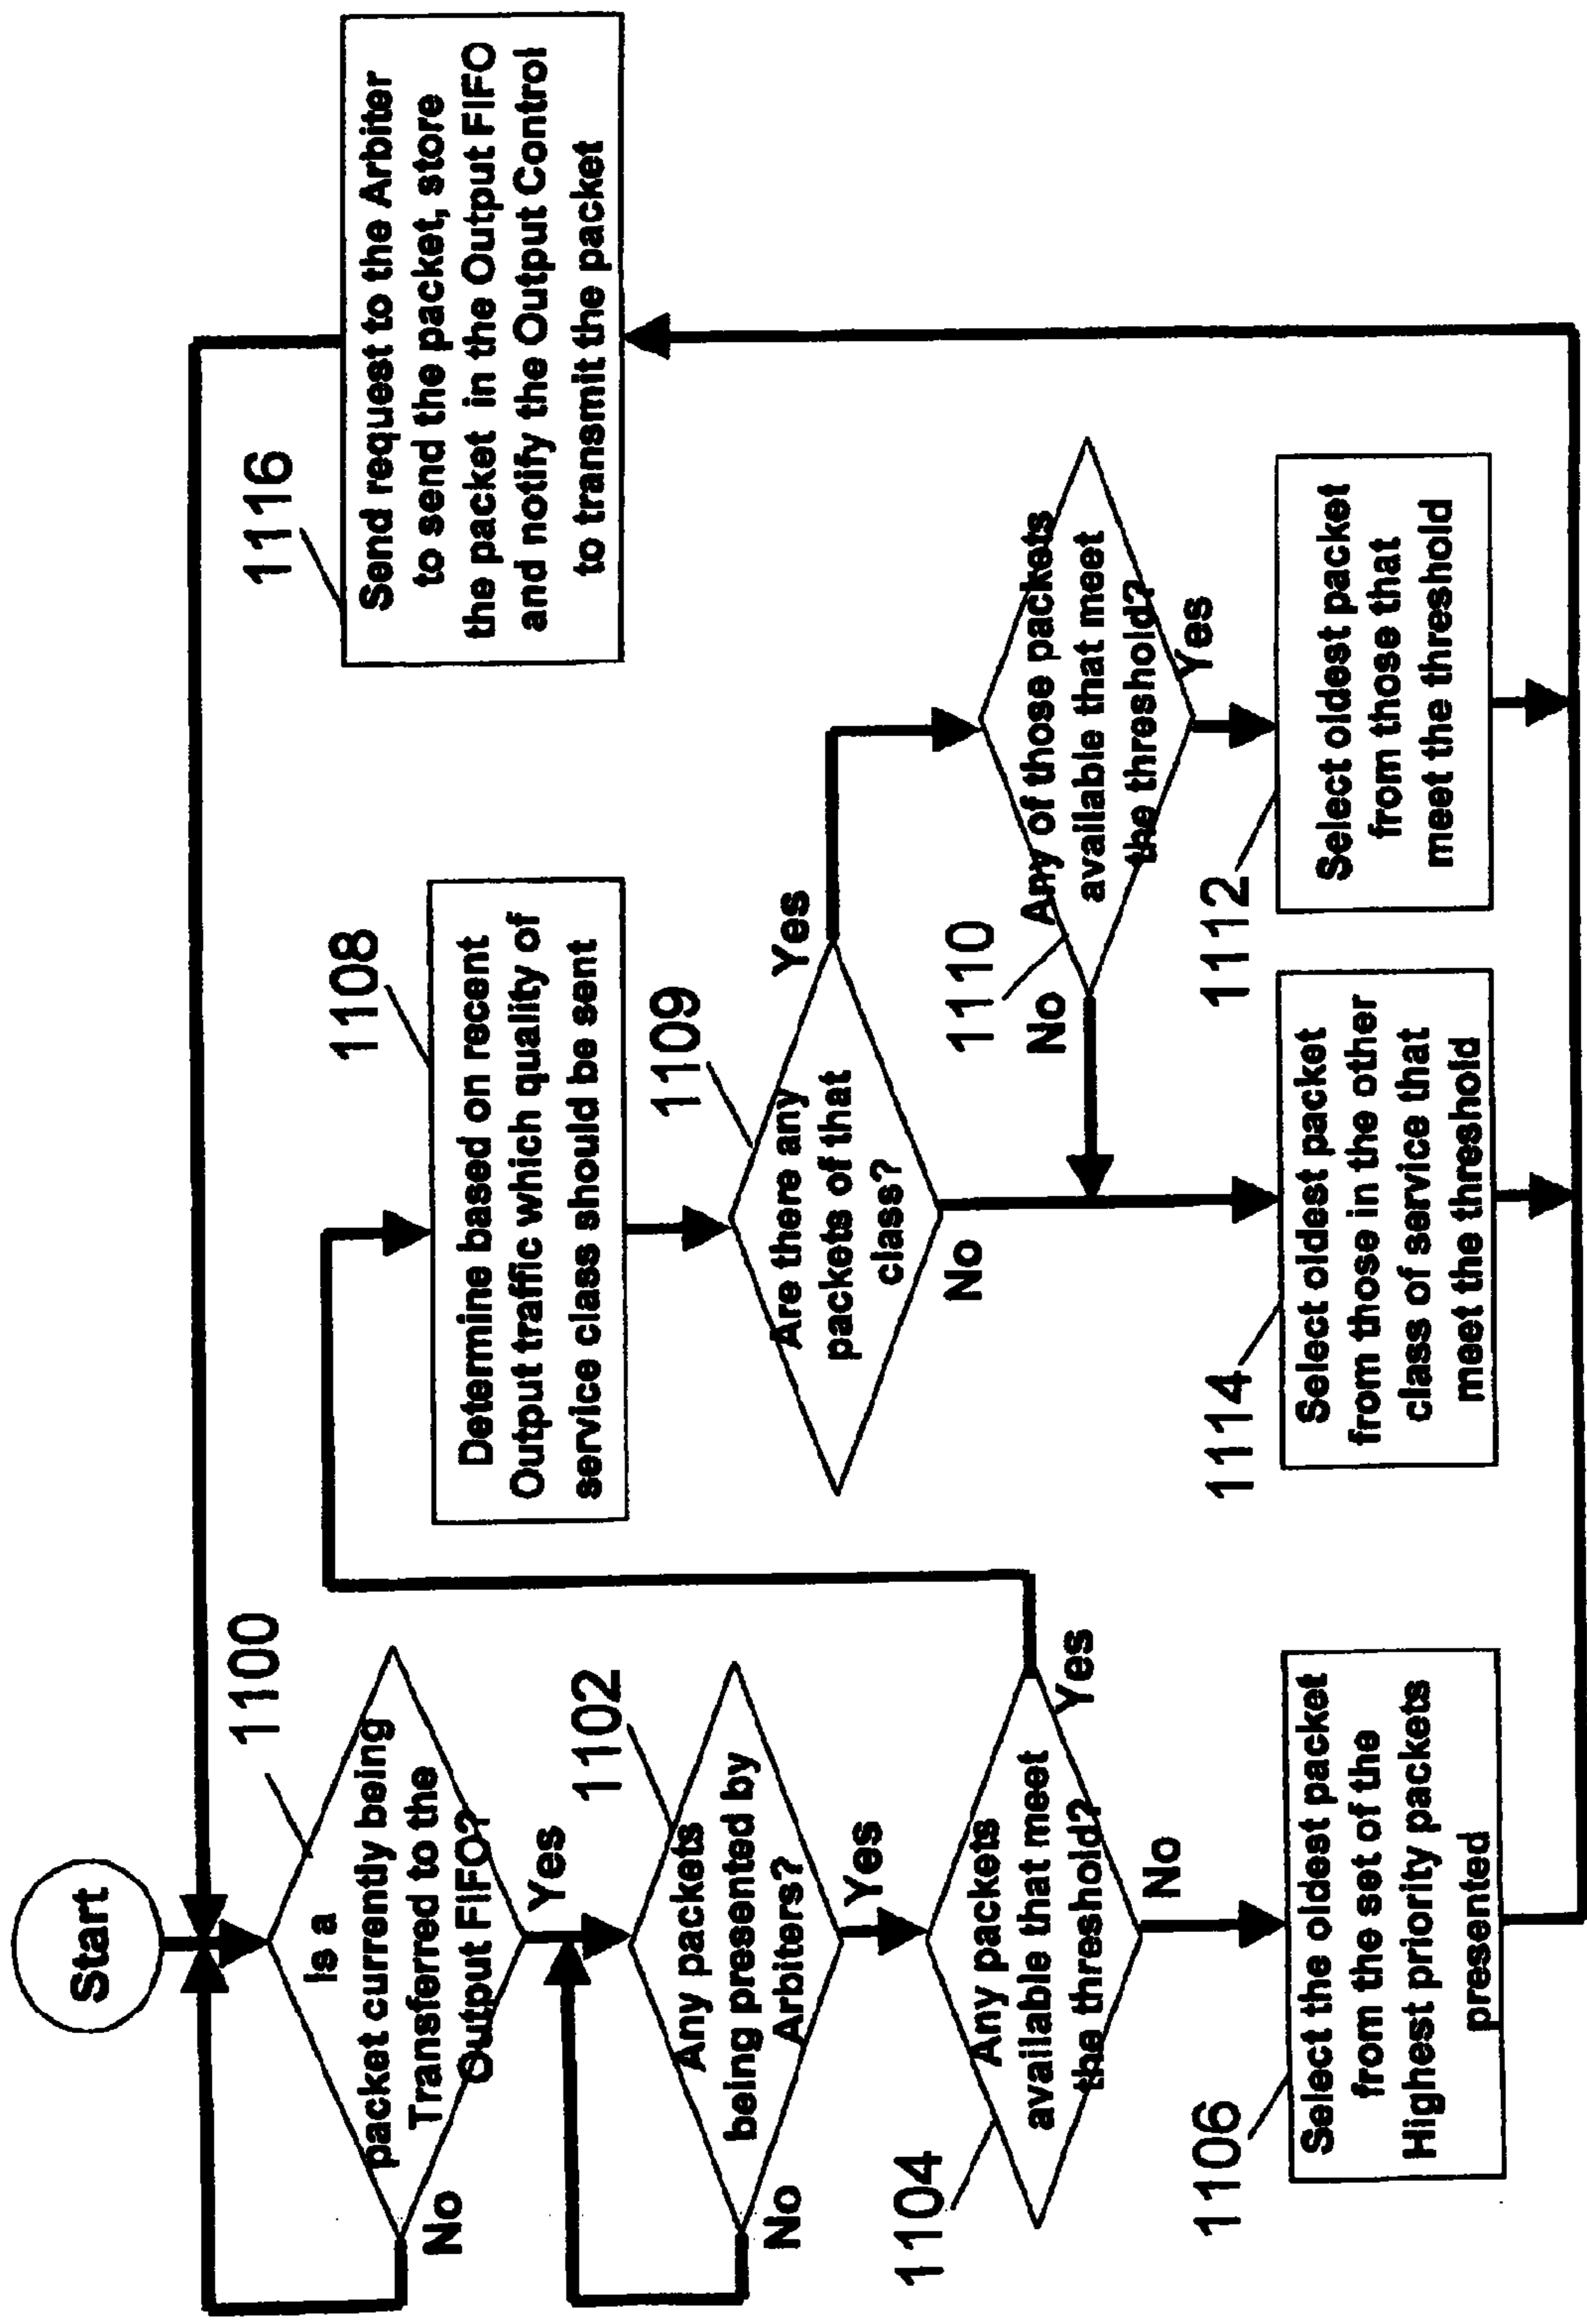 Start
1100
Is a
packet currently being
Transferred to the
Output FIFO?
No
Yes
1102
Any packets
being presented by
Arbiters?
No
Yes
1104
Any packets
available that meet
the threshold?
Yes
No
1106
Select the oldest packet
from the set of the
Highest priority packets
presented
1108
Determine based on recent
Output traffic which quality of
service class should be sent
1109
Are there any
packets of that
class?
Yes
No
1110
Any of those packets
available that meet
the threshold?
No
Yes
1112
Select oldest packet
from those that
meet the threshold
1114
Select oldest packet
from those in the other
class of service that
meet the threshold
1116
Send request to the Arbiter
to send the packet, store
the packet in the Output FIFO
and notify the Output Control
to transmit the packet